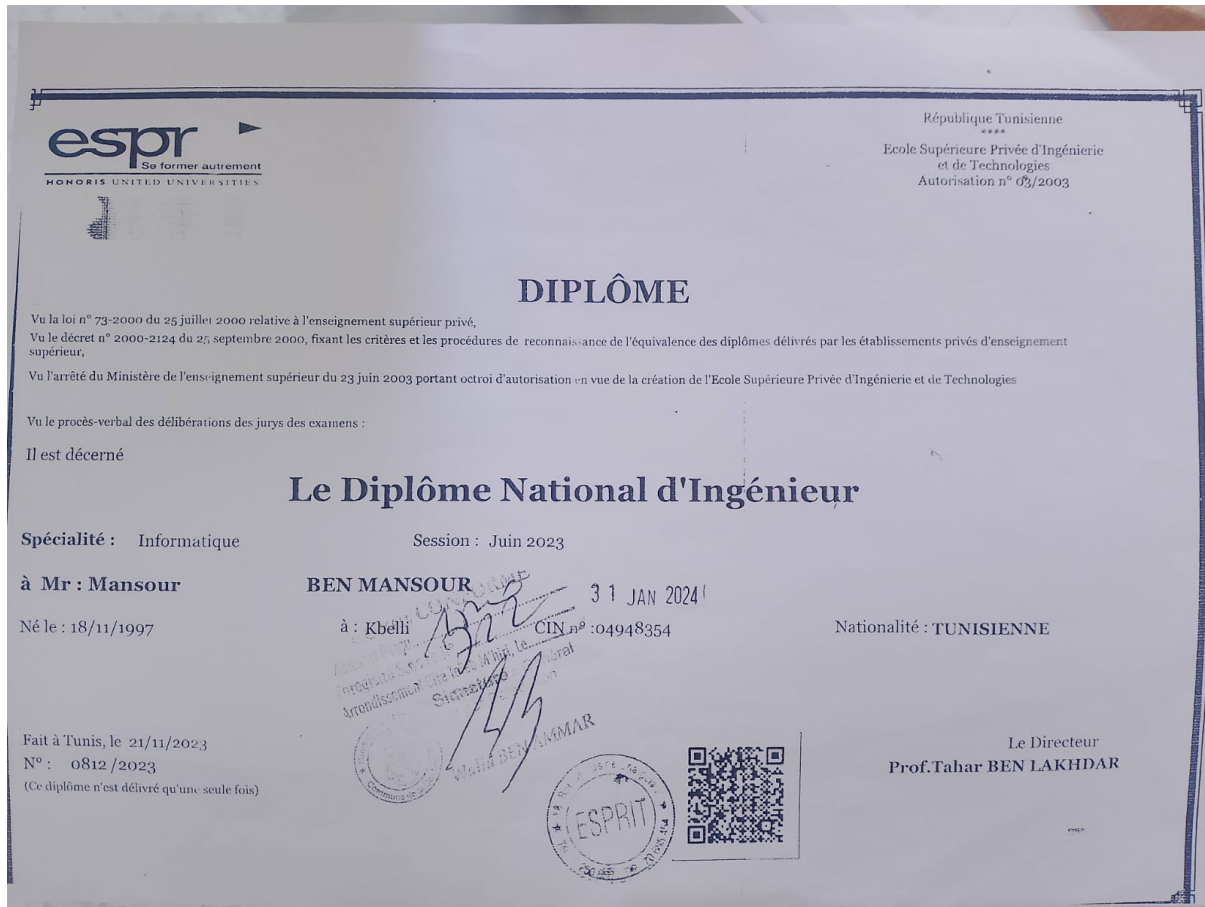 espr
Se former autrement
HONORIS UNITED UNIVERSITIES
République Tunisienne
****
Ecole Supérieure Privée d'Ingénierie
et de Technologies
Autorisation n° 03/2003
DIPLÔME
Vu la loi n° 73-2000 du 25 juillet 2000 relative à l'enseignement supérieur privé,
Vu le décret n° 2000-2124 du 25 septembre 2000, fixant les critères et les procédures de reconnaissance de l'équivalence des diplômes délivrés par les établissements privés d'enseignement
supérieur,
Vu l'arrêté du Ministère de l'enseignement supérieur du 23 juin 2003 portant octroi d'autorisation en vue de la création de l'Ecole Supérieure Privée d'Ingénierie et de Technologies
Vu le procès-verbal des délibérations des jurys des examens :
Il est décerné
Le Diplôme National d'Ingénieur
Spécialité : Informatique Session : Juin 2023
à Mr : Mansour BEN MANSOUR
31 JAN 2024
Né le : 18/11/1997 à : Kbelli CIN n° :04948354 Nationalité : TUNISIENNE
CONFORME
Arrondissement
Signature
Walid BEN AMMAR
Fait à Tunis, le 21/11/2023
N° : 0812/2023
(Ce diplôme n'est délivré qu'une seule fois)
Le Directeur
Prof.Tahar BEN LAKHDAR
ESPRIT